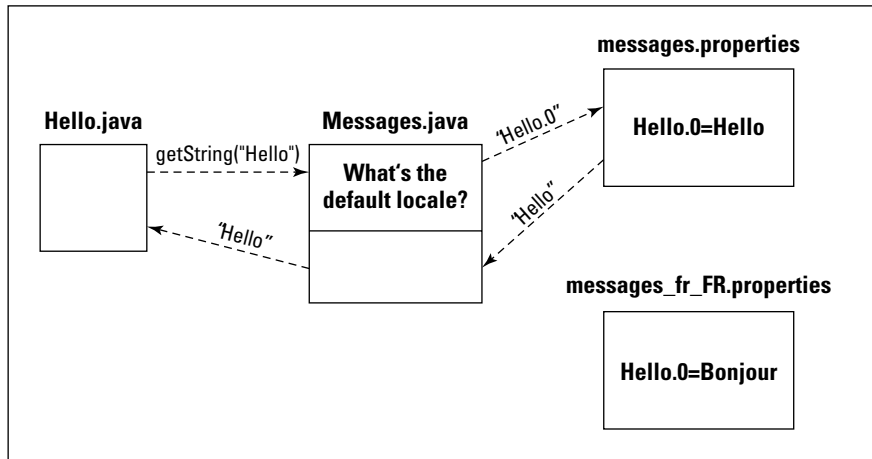 messages.properties
Hello.0=Hello
Hello.java
Messages.java
getString("Hello")
"Hello.0"
What's the
default locale?
"Hello"
"Hello"
messages_fr_FR.properties
Hello.0=Bonjour